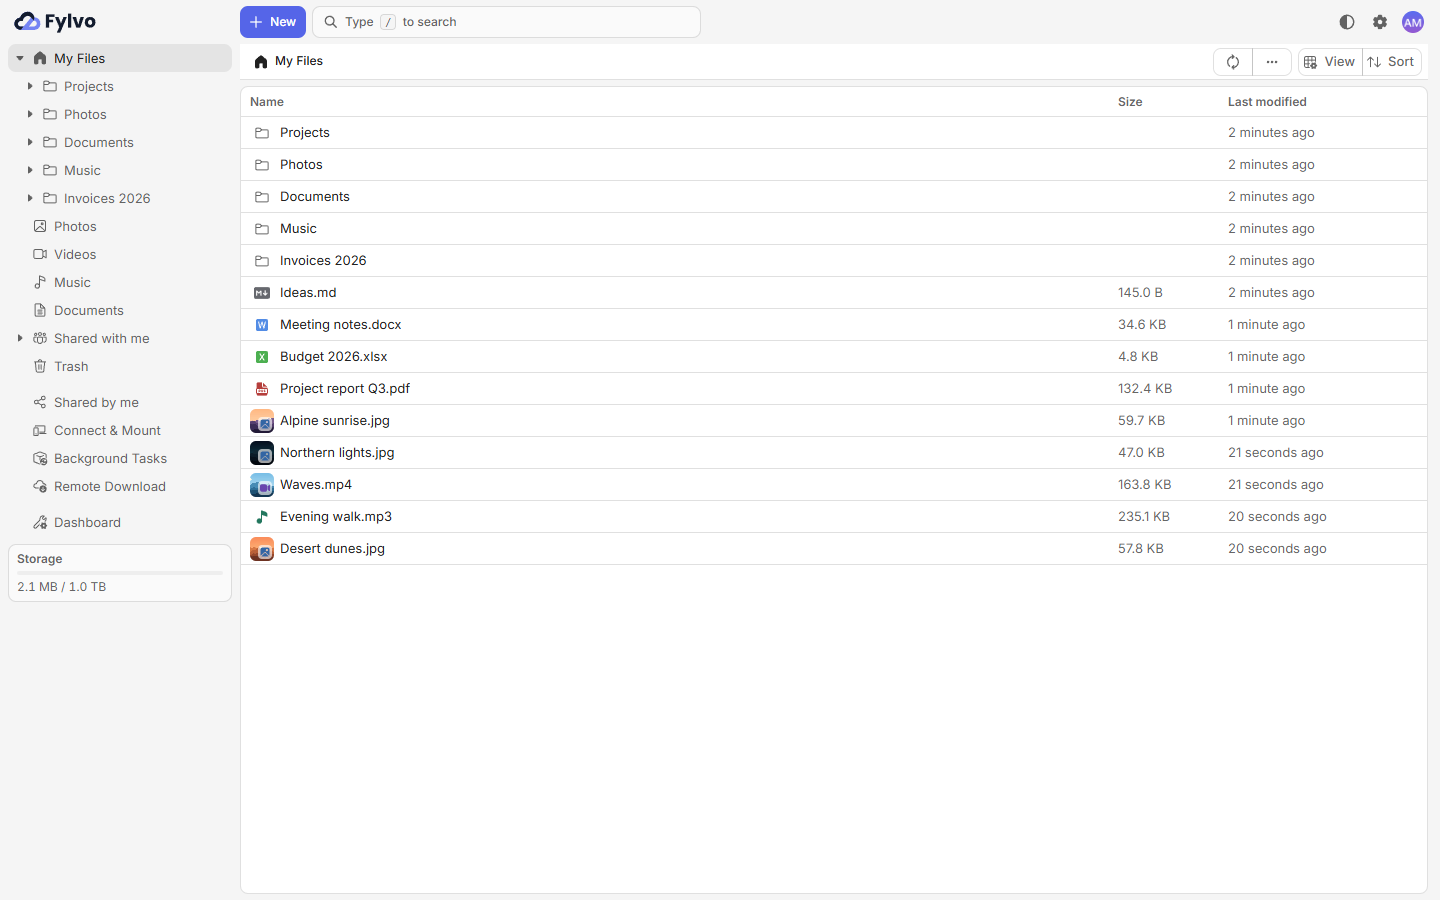 Fylvo
New
Type / to search
AM
My Files
Projects
Photos
Documents
Music
Invoices 2026
Photos
Videos
Music
Documents
Shared with me
Trash
Shared by me
Connect & Mount
Background Tasks
Remote Download
Dashboard
Storage
2.1 MB / 1.0 TB
My Files
View
Sort
Name Size Last modified
Projects 2 minutes ago
Photos 2 minutes ago
Documents 2 minutes ago
Music 2 minutes ago
Invoices 2026 2 minutes ago
Ideas.md 145.0 B 2 minutes ago
Meeting notes.docx 34.6 KB 1 minute ago
Budget 2026.xlsx 4.8 KB 1 minute ago
Project report Q3.pdf 132.4 KB 1 minute ago
Alpine sunrise.jpg 59.7 KB 1 minute ago
Northern lights.jpg 47.0 KB 21 seconds ago
Waves.mp4 163.8 KB 21 seconds ago
Evening walk.mp3 235.1 KB 20 seconds ago
Desert dunes.jpg 57.8 KB 20 seconds ago